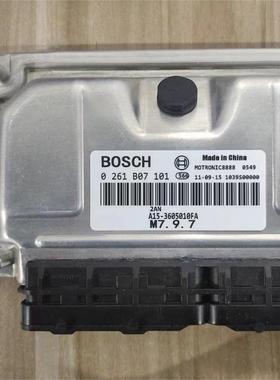 Made in China
BOSCH
MOTRONIC8888 0549
0 261 B07 101
11-09-15 1039S00000
2AN
A15-3605010FA
M7.9.7